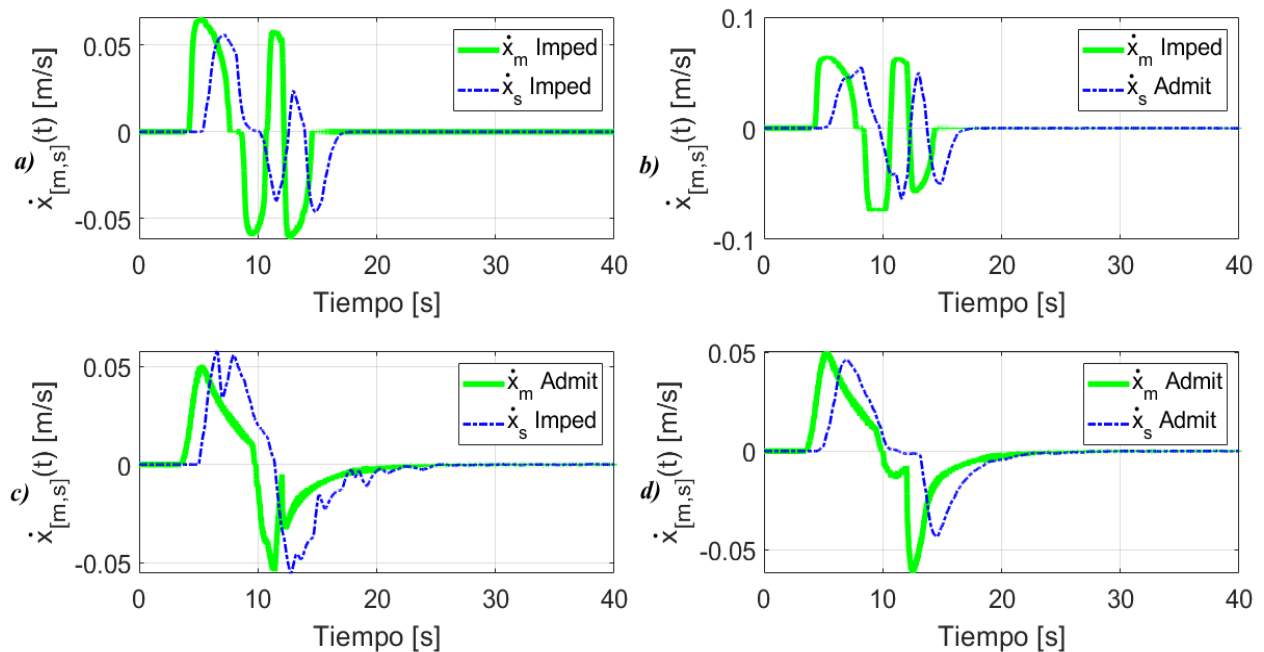 a)
ẋ[m,s](t) [m/s]
0.05
0
-0.05
ẋm Imped
ẋs Imped
0 10 20 30 40
Tiempo [s]
b)
ẋ[m,s](t) [m/s]
0.1
0
-0.1
ẋm Imped
ẋs Admit
0 10 20 30 40
Tiempo [s]
c)
ẋ[m,s](t) [m/s]
0.05
0
-0.05
ẋm Admit
ẋs Imped
0 10 20 30 40
Tiempo [s]
d)
ẋ[m,s](t) [m/s]
0.05
0
-0.05
ẋm Admit
ẋs Admit
0 10 20 30 40
Tiempo [s]